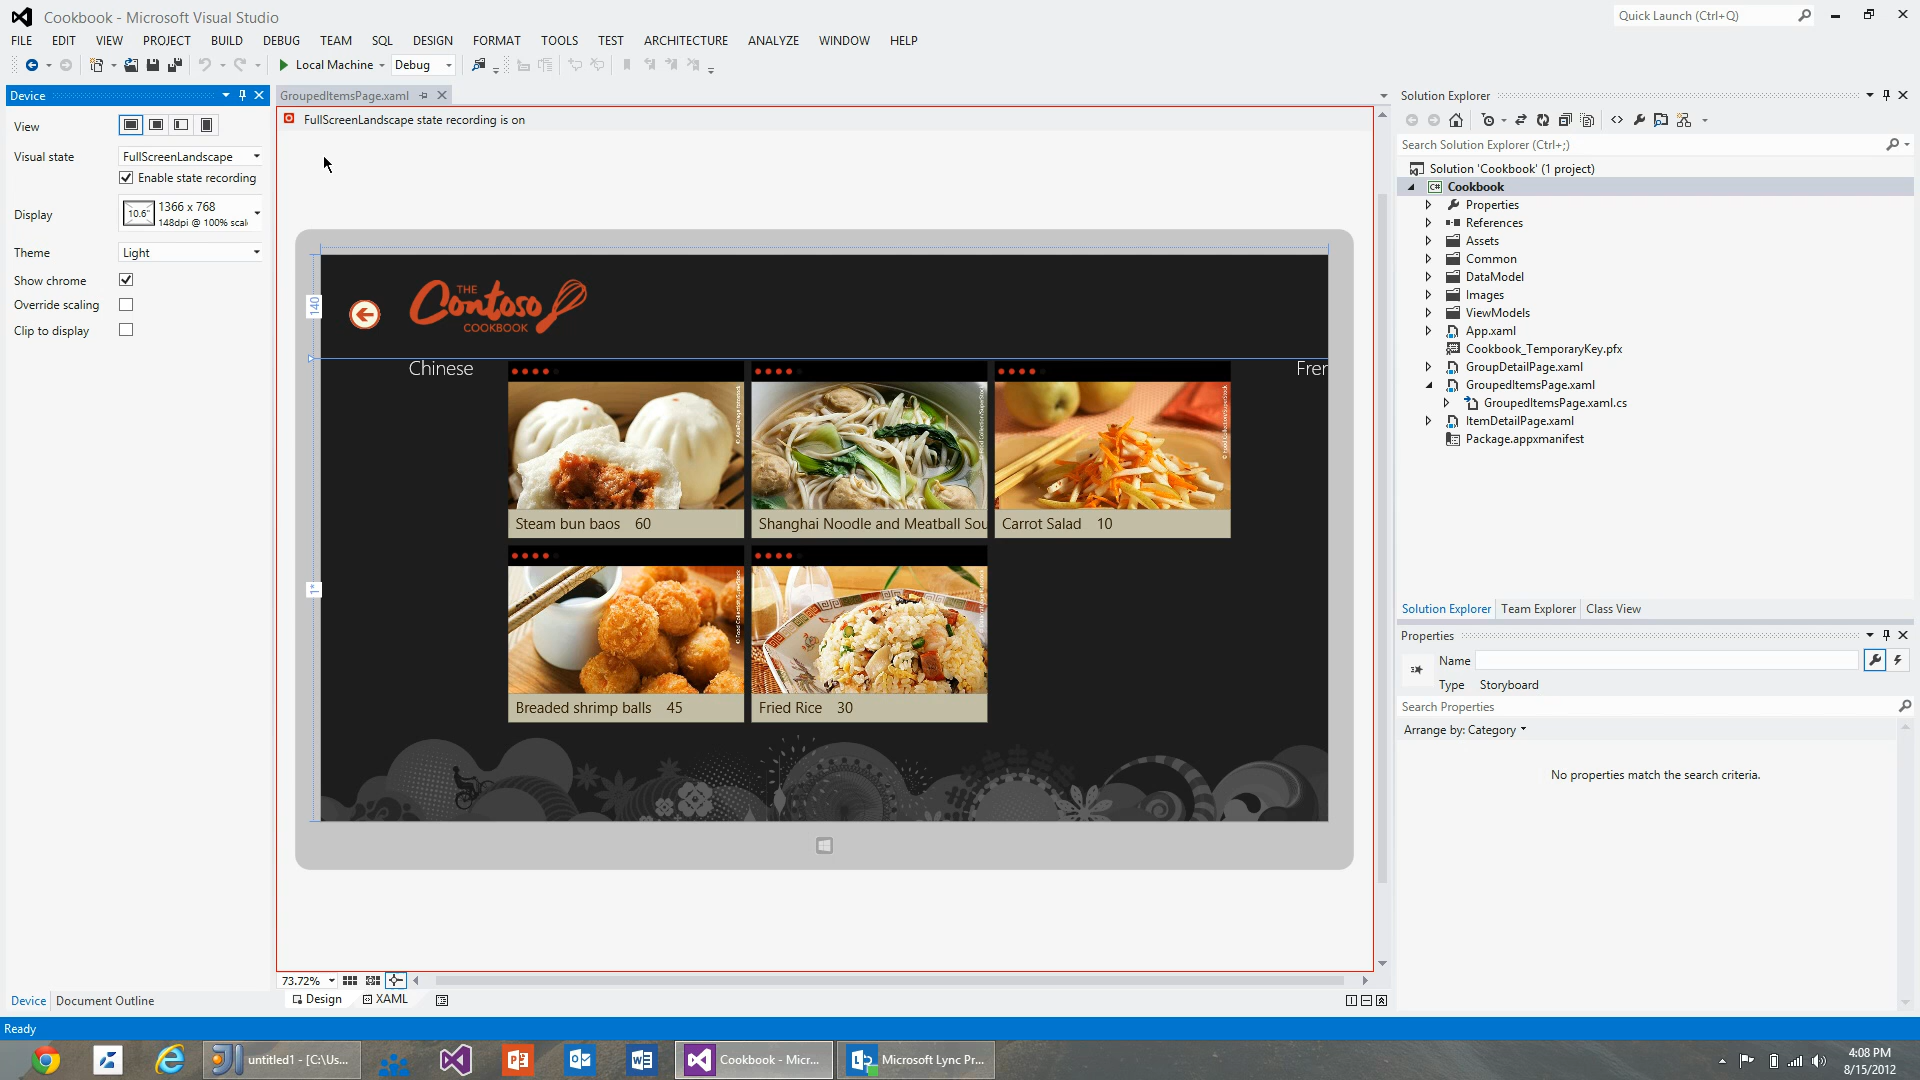 Cookbook - Microsoft Visual Studio
Quick Launch (Ctrl+Q)
FILE EDIT VIEW PROJECT BUILD DEBUG TEAM SQL DESIGN FORMAT TOOLS TEST ARCHITECTURE ANALYZE WINDOW HELP
Local Machine Debug
Device
View
Visual state FullScreenLandscape
Enable state recording
Display 10.6" 1366 x 768
148dpi @ 100% scal
Theme Light
Show chrome
Override scaling
Clip to display
GroupedItemsPage.xaml
FullScreenLandscape state recording is on
140
1*
THE
Contoso
COOKBOOK
Chinese
Fren
Steam bun baos 60
Shanghai Noodle and Meatball Sou
Carrot Salad 10
Breaded shrimp balls 45
Fried Rice 30
73.72%
Design XAML
Device Document Outline
Solution Explorer
Search Solution Explorer (Ctrl+;)
Solution 'Cookbook' (1 project)
C# Cookbook
Properties
References
Assets
Common
DataModel
Images
ViewModels
App.xaml
Cookbook_TemporaryKey.pfx
GroupDetailPage.xaml
GroupedItemsPage.xaml
GroupedItemsPage.xaml.cs
ItemDetailPage.xaml
Package.appxmanifest
Solution Explorer Team Explorer Class View
Properties
Name
Type Storyboard
Search Properties
Arrange by: Category
No properties match the search criteria.
Ready
untitled1 - [C:\Us...
Cookbook - Micr...
Microsoft Lync Pr...
4:08 PM
8/15/2012